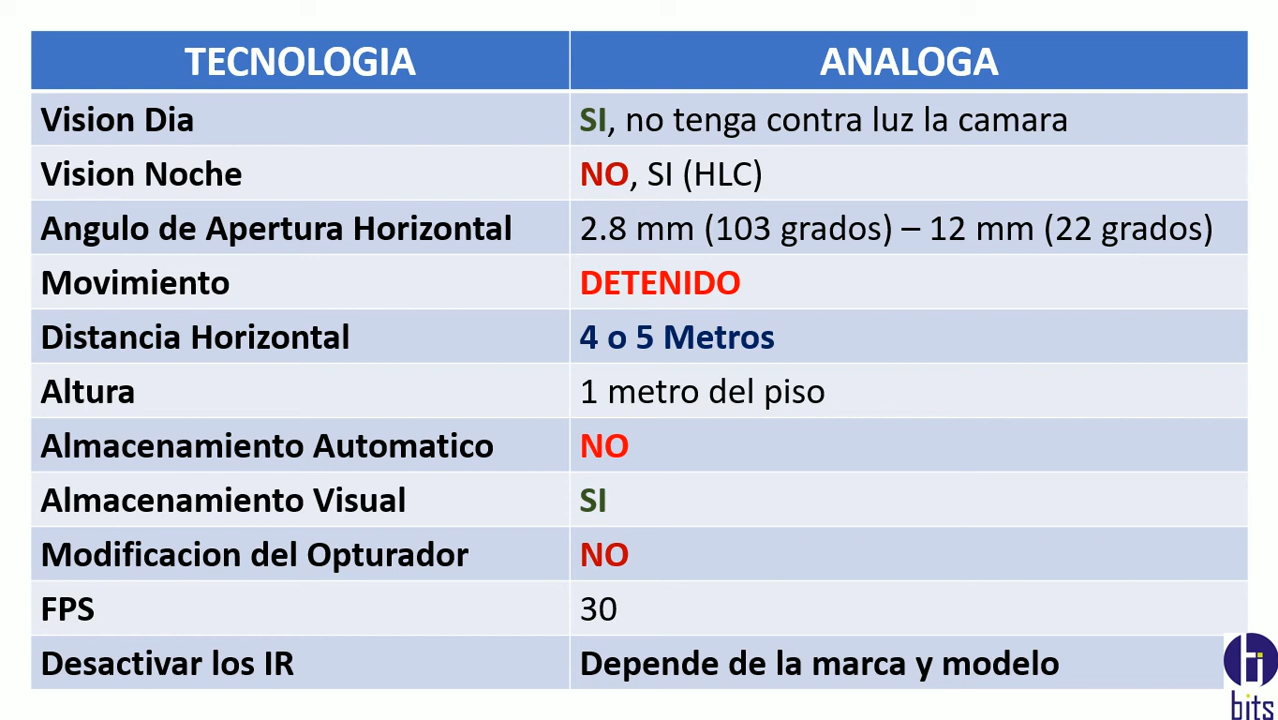 TECNOLOGIA ANALOGA
Vision Dia SI, no tenga contra luz la camara
Vision Noche NO, SI (HLC)
Angulo de Apertura Horizontal 2.8 mm (103 grados) – 12 mm (22 grados)
Movimiento DETENIDO
Distancia Horizontal 4 o 5 Metros
Altura 1 metro del piso
Almacenamiento Automatico NO
Almacenamiento Visual SI
Modificacion del Opturador NO
FPS 30
Desactivar los IR Depende de la marca y modelo
bits